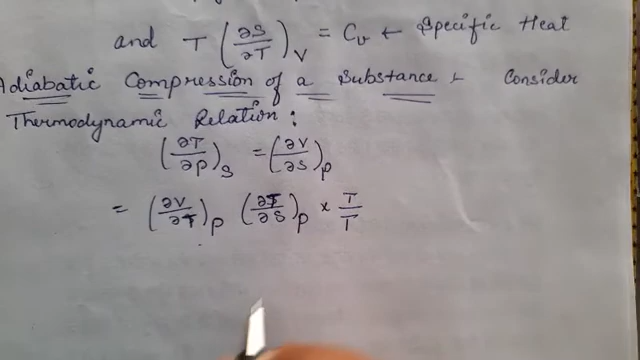 and T (∂S/∂T)_V = C_v ← Specific Heat
Adiabatic Compression of a Substance :- Consider
Thermodynamic Relation :
(∂T/∂P)_S = (∂V/∂S)_P
= (∂V/∂T)_P (∂T/∂S)_P × T/T